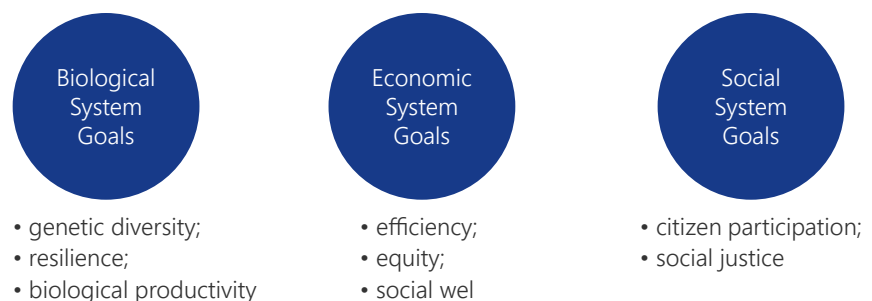 Biological
System
Goals
• genetic diversity;
• resilience;
• biological productivity
Economic
System
Goals
• efficiency;
• equity;
• social wel
Social
System
Goals
• citizen participation;
• social justice